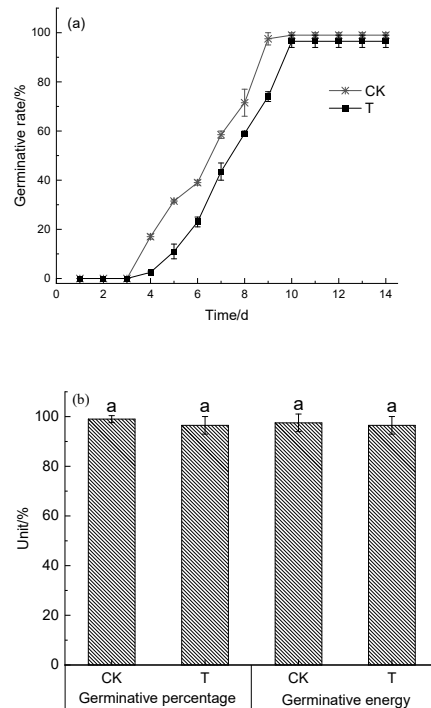 (a)
100
80
60
40
20
0
Germinative rate/%
CK
T
0 2 4 6 8 10 12 14
Time/d
(b)
a a a a
100
80
60
40
20
0
Unit/%
CK T CK T
Germinative percentage Germinative energy